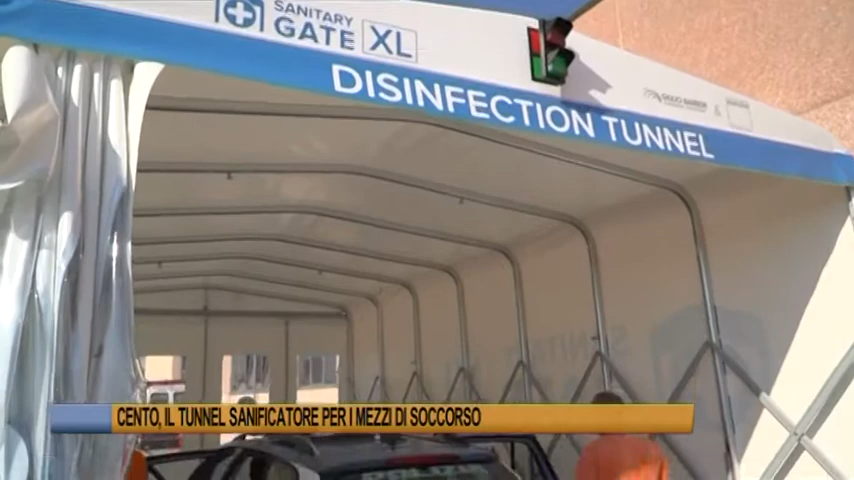 SANITARY
GATE XL
DISINFECTION TUNNEL
&
CENTO, IL TUNNEL SANIFICATORE PER I MEZZI DI SOCCORSO